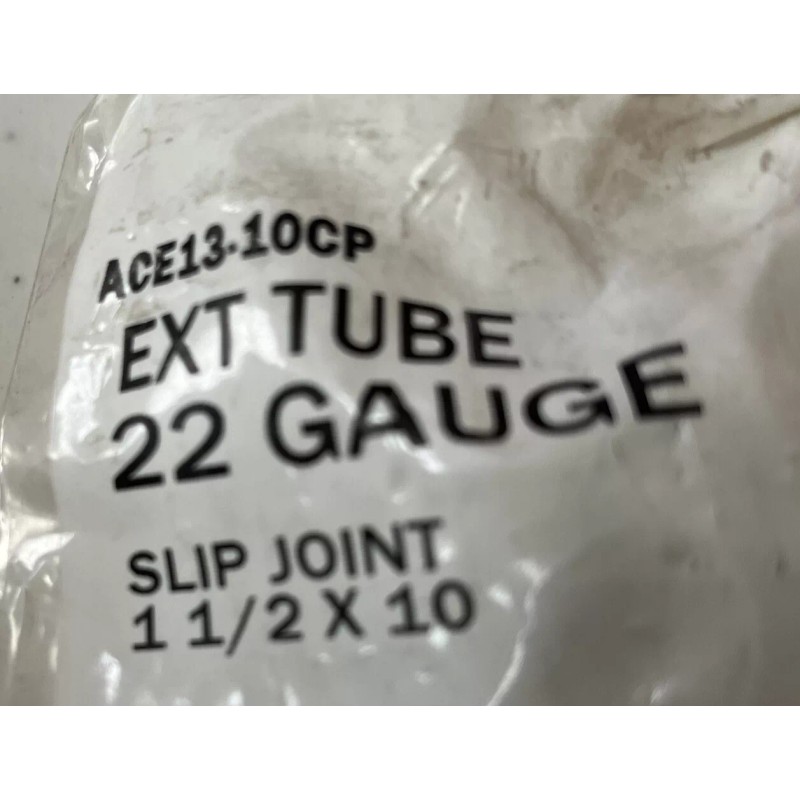 ACE13-10CP
EXT TUBE
22 GAUGE
SLIP JOINT
1 1/2 X 10